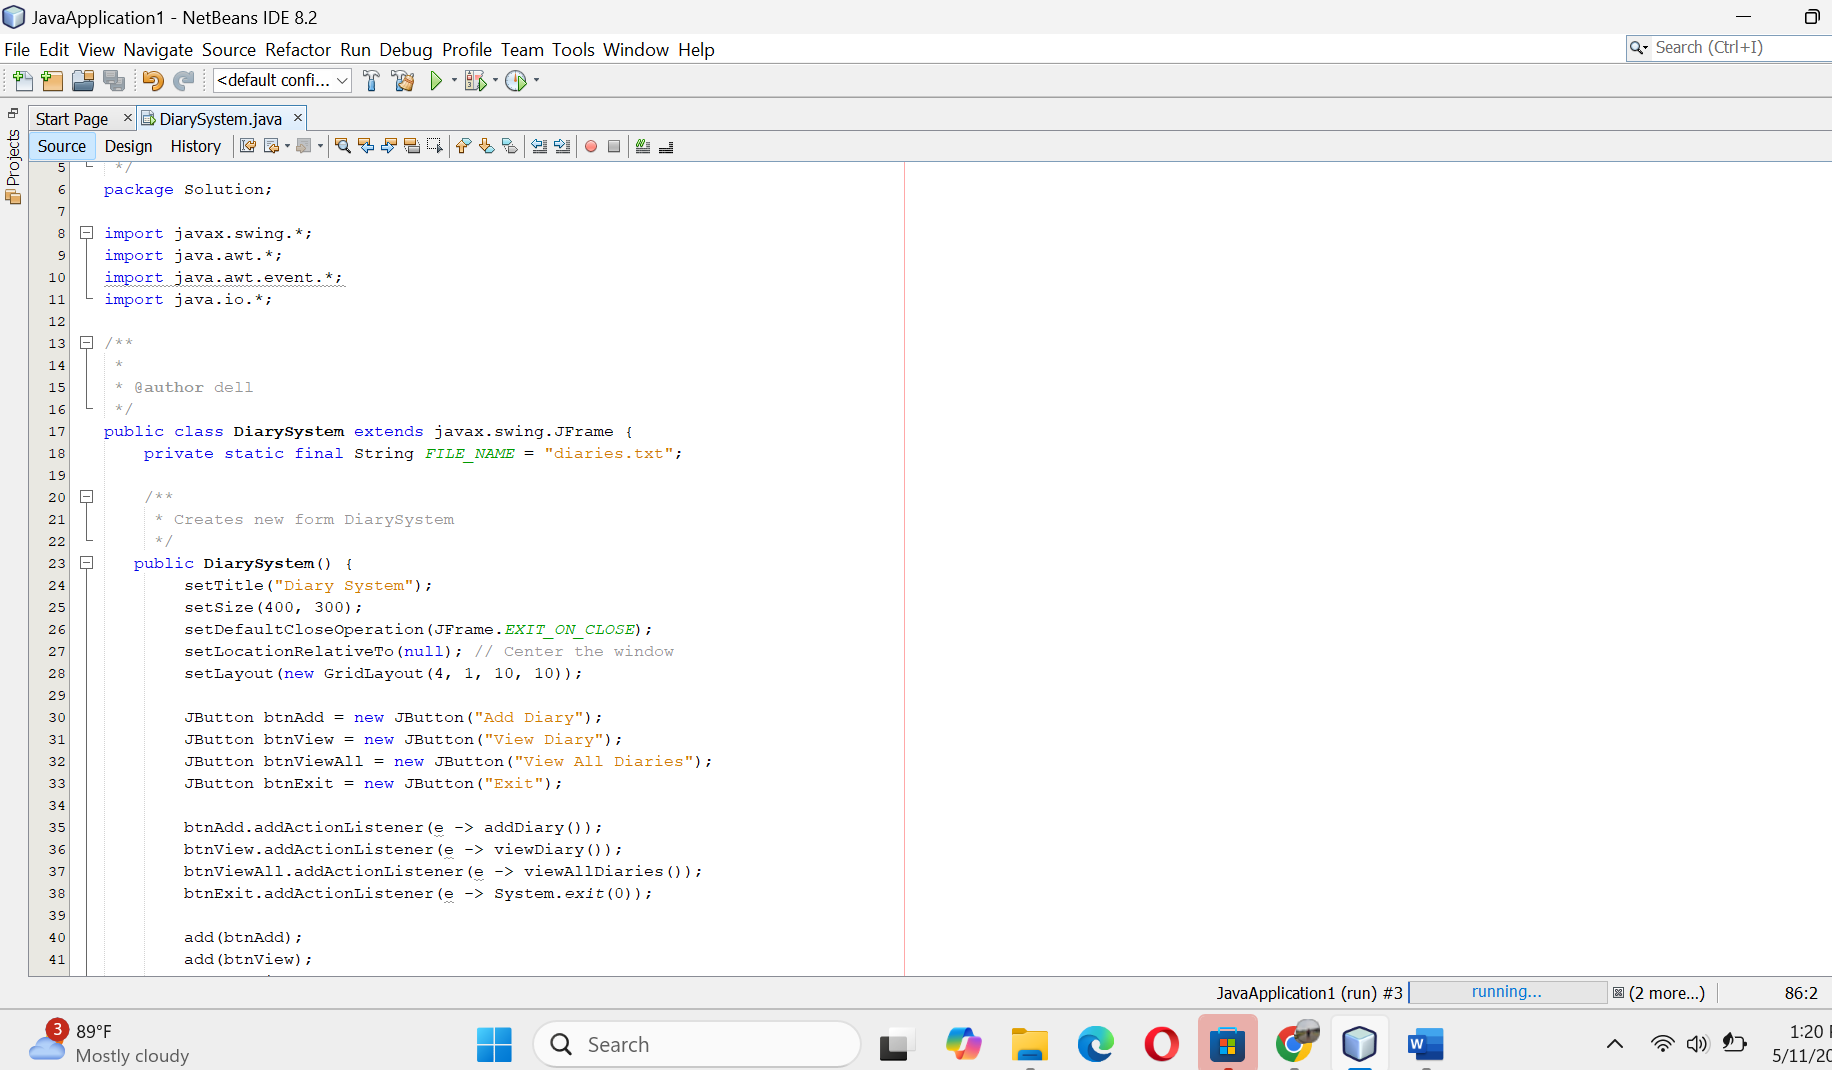 JavaApplication1 - NetBeans IDE 8.2
File Edit View Navigate Source Refactor Run Debug Profile Team Tools Window Help
Search (Ctrl+I)
<default confi...
Projects
Start Page
DiarySystem.java
Source Design History
5 */
6 package Solution;
7
8 import javax.swing.*;
9 import java.awt.*;
10 import java.awt.event.*;
11 import java.io.*;
12
13 /**
14 *
15 * @author dell
16 */
17 public class DiarySystem extends javax.swing.JFrame {
18 private static final String FILE_NAME = "diaries.txt";
19
20 /**
21 * Creates new form DiarySystem
22 */
23 public DiarySystem() {
24 setTitle("Diary System");
25 setSize(400, 300);
26 setDefaultCloseOperation(JFrame.EXIT_ON_CLOSE);
27 setLocationRelativeTo(null); // Center the window
28 setLayout(new GridLayout(4, 1, 10, 10));
29
30 JButton btnAdd = new JButton("Add Diary");
31 JButton btnView = new JButton("View Diary");
32 JButton btnViewAll = new JButton("View All Diaries");
33 JButton btnExit = new JButton("Exit");
34
35 btnAdd.addActionListener(e -> addDiary());
36 btnView.addActionListener(e -> viewDiary());
37 btnViewAll.addActionListener(e -> viewAllDiaries());
38 btnExit.addActionListener(e -> System.exit(0));
39
40 add(btnAdd);
41 add(btnView);
JavaApplication1 (run) #3 running... (2 more...) 86:2
3
89°F
Mostly cloudy
Search
W
1:20
5/11/20